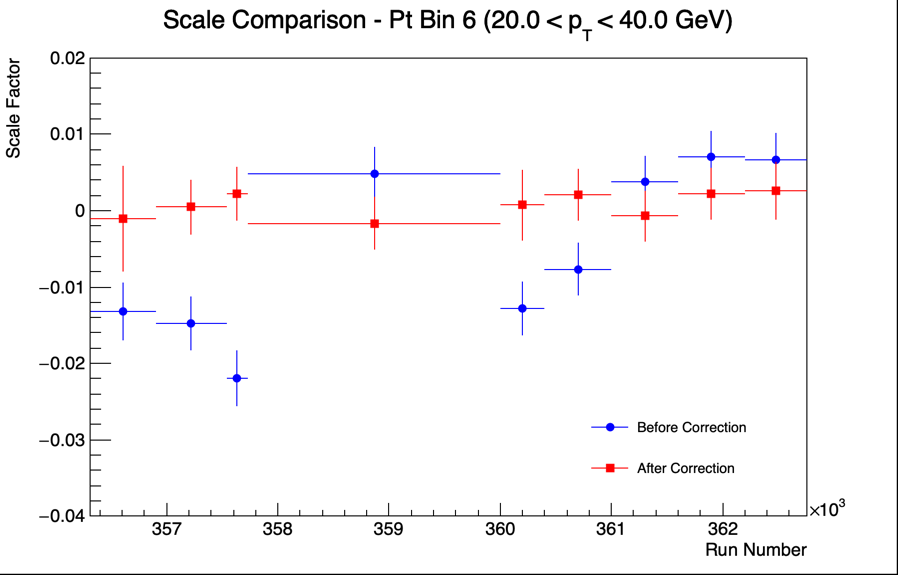 Scale Comparison - Pt Bin 6 (20.0 < p_T < 40.0 GeV)
Scale Factor
0.02
0.01
0
−0.01
−0.02
−0.03
−0.04
Before Correction
After Correction
357 358 359 360 361 362
×10³
Run Number